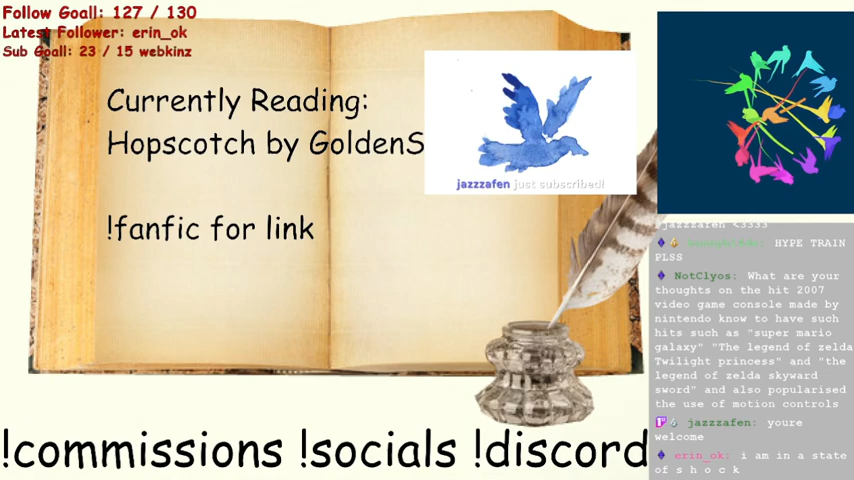 Follow Goall: 127 / 130
Latest Follower: erin_ok
Sub Goall: 23 / 15 webkinz
Currently Reading:
Hopscotch by GoldenS
!fanfic for link
jazzzafen just subscribed!
!commissions !socials !discord
jazzzafen <3333
HYPE TRAIN
PLSS
NotClyos: What are your
thoughts on the hit 2007
video game console made by
nintendo know to have such
hits such as "super mario
galaxy" "The legend of zelda
Twilight princess" and "the
legend of zelda skyward
sword" and also popularised
the use of motion controls
jazzzafen: youre
welcome
erin_ok: i am in a state
of s h o c k